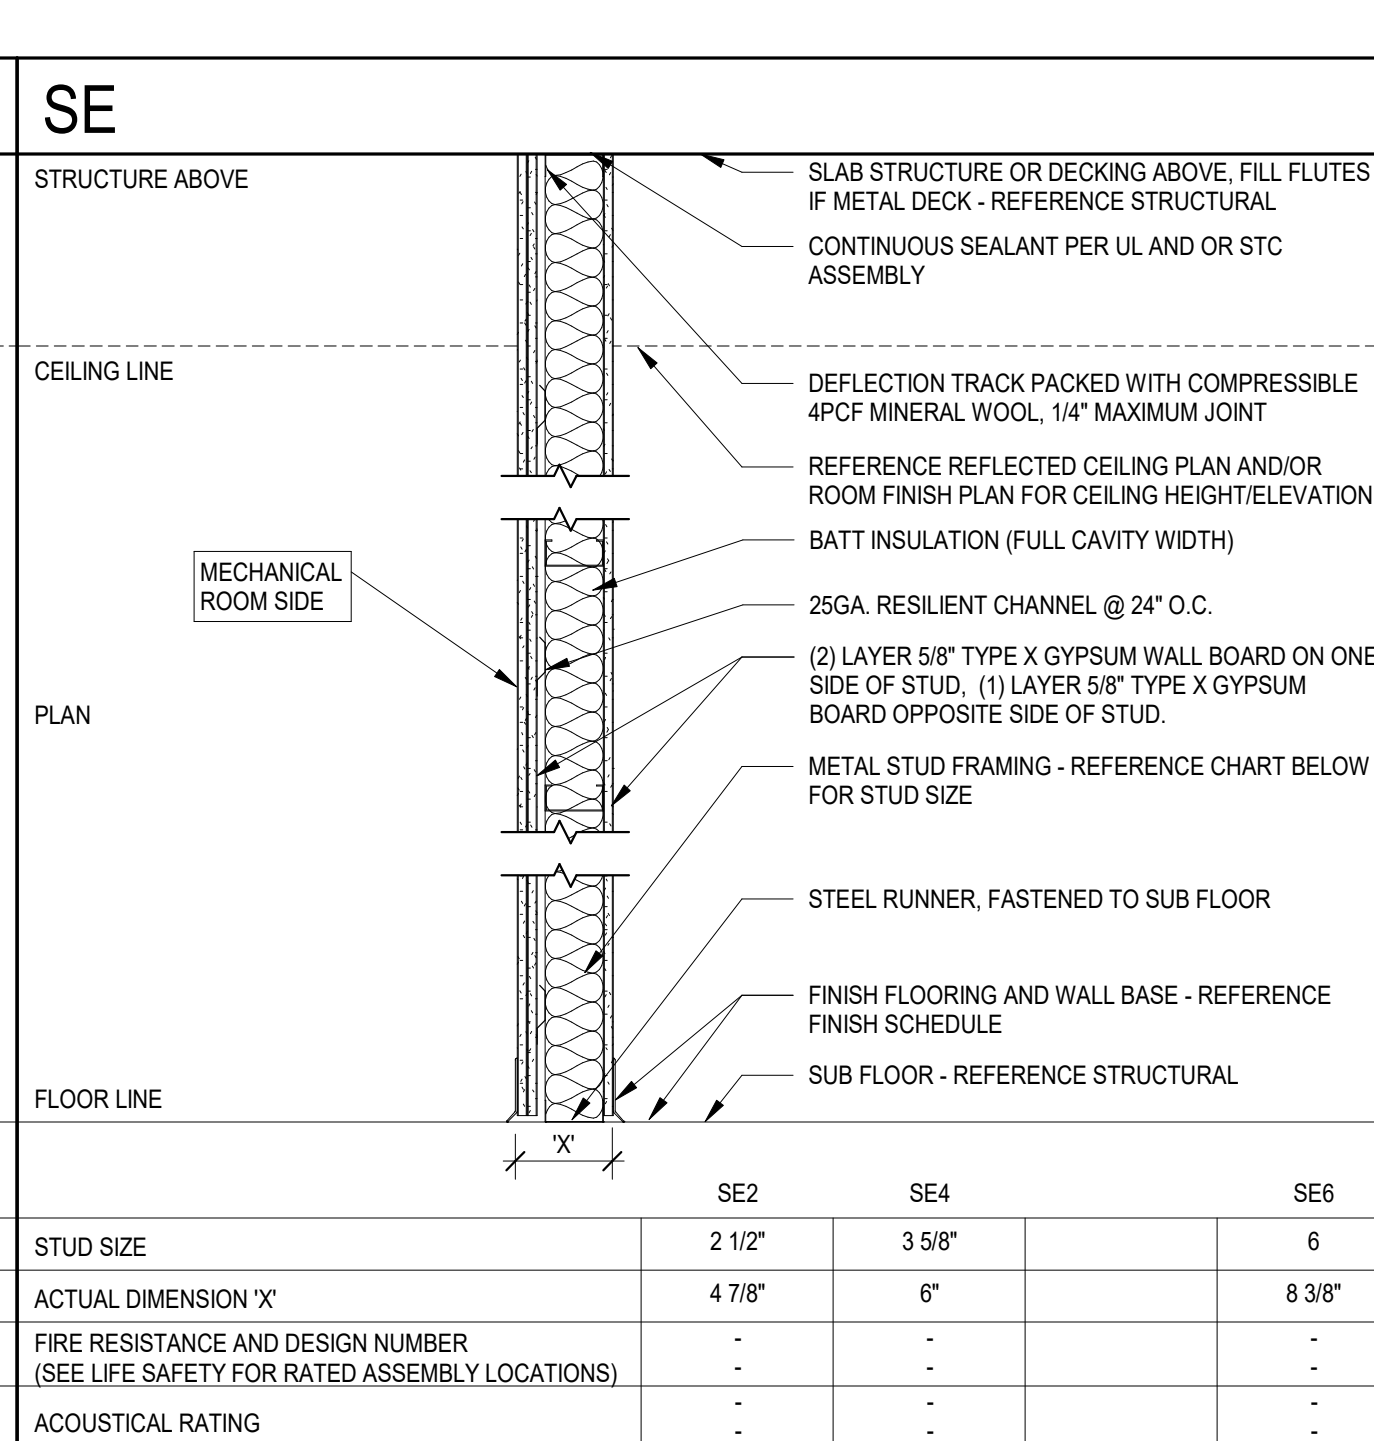 SE
STRUCTURE ABOVE
SLAB STRUCTURE OR DECKING ABOVE, FILL FLUTES
IF METAL DECK - REFERENCE STRUCTURAL
CONTINUOUS SEALANT PER UL AND OR STC
ASSEMBLY
CEILING LINE
DEFLECTION TRACK PACKED WITH COMPRESSIBLE
4PCF MINERAL WOOL, 1/4" MAXIMUM JOINT
REFERENCE REFLECTED CEILING PLAN AND/OR
ROOM FINISH PLAN FOR CEILING HEIGHT/ELEVATION
BATT INSULATION (FULL CAVITY WIDTH)
MECHANICAL
ROOM SIDE
25GA. RESILIENT CHANNEL @ 24" O.C.
(2) LAYER 5/8" TYPE X GYPSUM WALL BOARD ON ONE
SIDE OF STUD, (1) LAYER 5/8" TYPE X GYPSUM
BOARD OPPOSITE SIDE OF STUD.
PLAN
METAL STUD FRAMING - REFERENCE CHART BELOW
FOR STUD SIZE
STEEL RUNNER, FASTENED TO SUB FLOOR
FINISH FLOORING AND WALL BASE - REFERENCE
FINISH SCHEDULE
SUB FLOOR - REFERENCE STRUCTURAL
FLOOR LINE
'X'
SE2 SE4 SE6
STUD SIZE 2 1/2" 3 5/8" 6
ACTUAL DIMENSION 'X' 4 7/8" 6" 8 3/8"
FIRE RESISTANCE AND DESIGN NUMBER - - -
(SEE LIFE SAFETY FOR RATED ASSEMBLY LOCATIONS) - - -
ACOUSTICAL RATING - - -
- - -